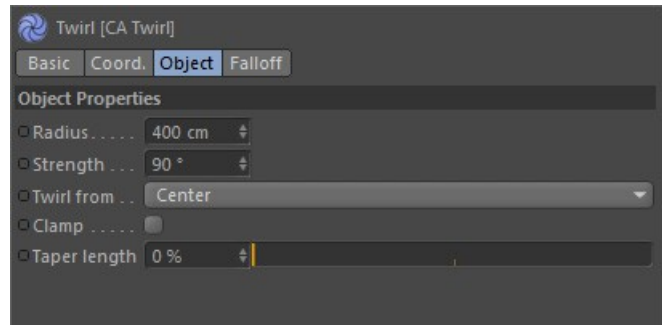 Twirl [CA Twirl]
Basic Coord. Object Falloff
Object Properties
Radius..... 400 cm
Strength... 90 °
Twirl from.. Center
Clamp.....
Taper length 0 %